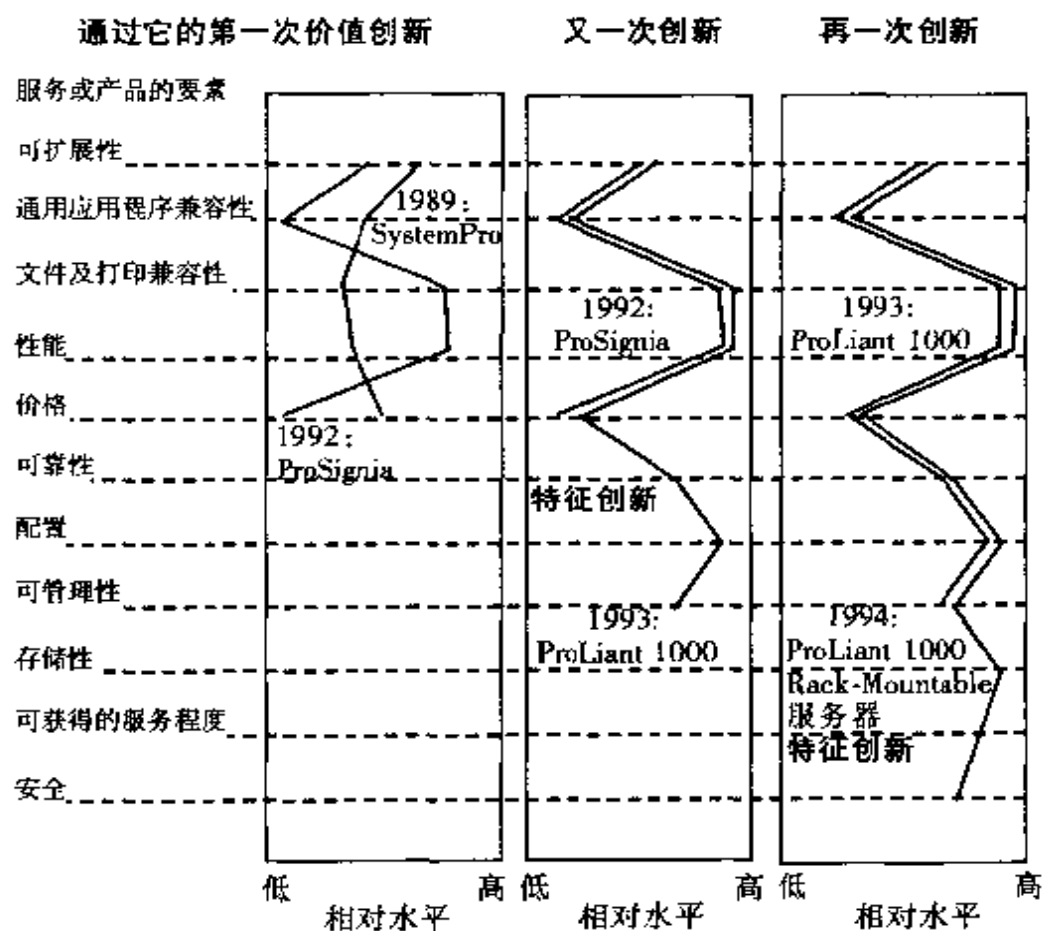 通过它的第一次价值创新
又一次创新
再一次创新
服务或产品的要素
可扩展性
通用应用程序兼容性
1989:
SystemPro
文件及打印兼容性
1992:
ProSignia
1993:
ProLiant 1000
性能
价格
1992:
ProSignia
可靠性
特征创新
配置
可管理性
1993:
ProLiant 1000
1994:
ProLiant 1000
Rack-Mountable
服务器
特征创新
存储性
可获得的服务程度
安全
低 高
相对水平
低 高
相对水平
低 高
相对水平